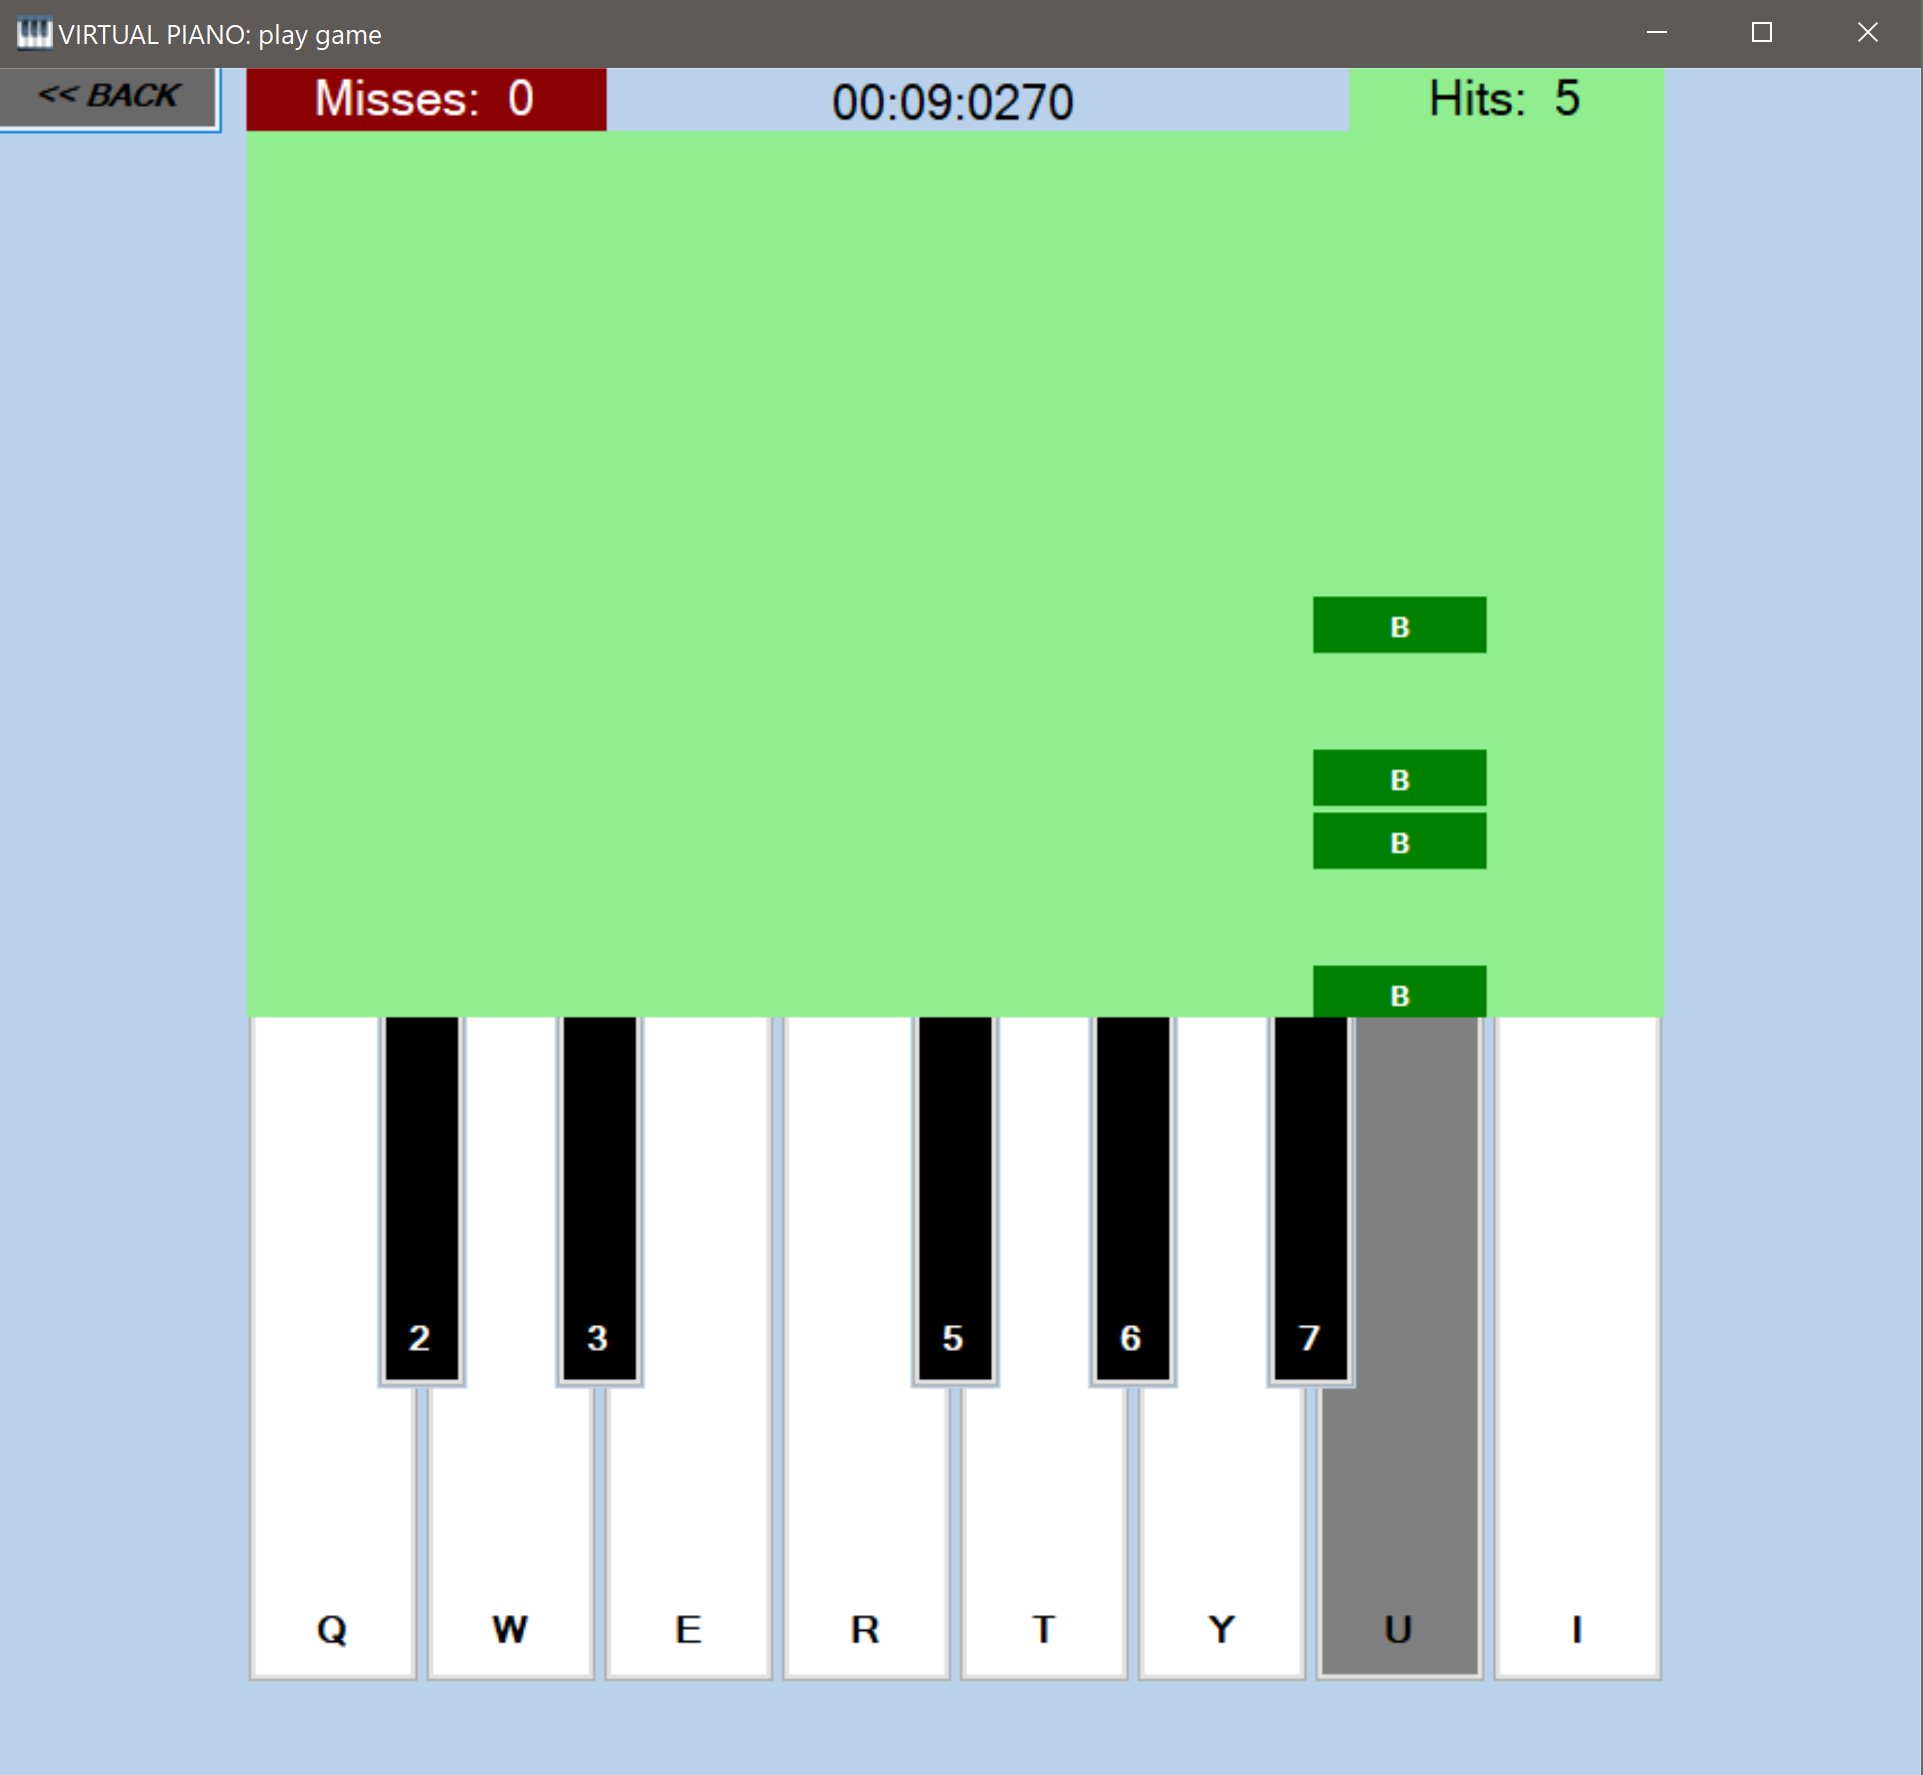 VIRTUAL PIANO: play game
<< BACK
Misses: 0
00:09:0270
Hits: 5
B
B
B
B
2 3 5 6 7
Q W E R T Y U I